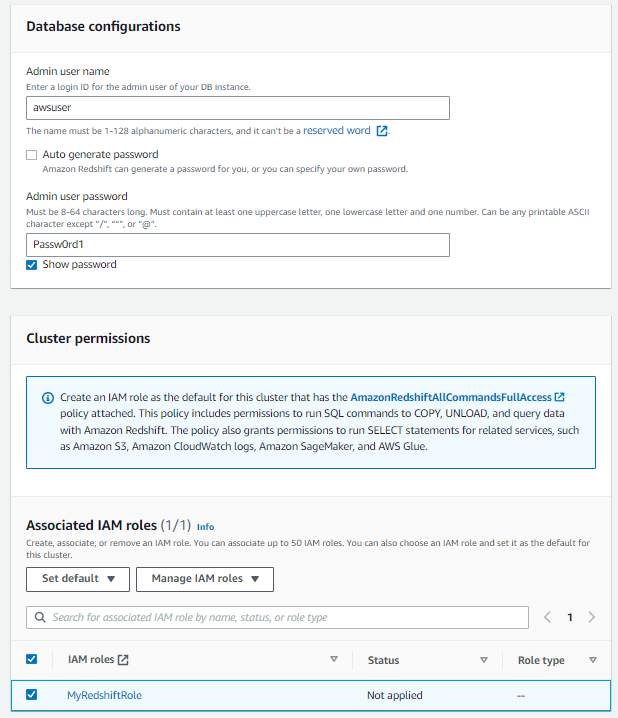 Database configurations
Admin user name
Enter a login ID for the admin user of your DB instance.
awsuser
The name must be 1-128 alphanumeric characters, and it can't be a reserved word.
Auto generate password
Amazon Redshift can generate a password for you, or you can specify your own password.
Admin user password
Must be 8-64 characters long. Must contain at least one uppercase letter, one lowercase letter and one number. Can be any printable ASCII
character except "/", """, or "@".
Passw0rd1
Show password
Cluster permissions
Create an IAM role as the default for this cluster that has the AmazonRedshiftAllCommandsFullAccess
policy attached. This policy includes permissions to run SQL commands to COPY, UNLOAD, and query data
with Amazon Redshift. The policy also grants permissions to run SELECT statements for related services, such
as Amazon S3, Amazon CloudWatch logs, Amazon SageMaker, and AWS Glue.
Associated IAM roles (1/1) Info
Create, associate, or remove an IAM role. You can associate up to 50 IAM roles. You can also choose an IAM role and set it as the default for
this cluster.
Set default Manage IAM roles
Search for associated IAM role by name, status, or role type 1
IAM roles Status Role type
MyRedshiftRole Not applied --